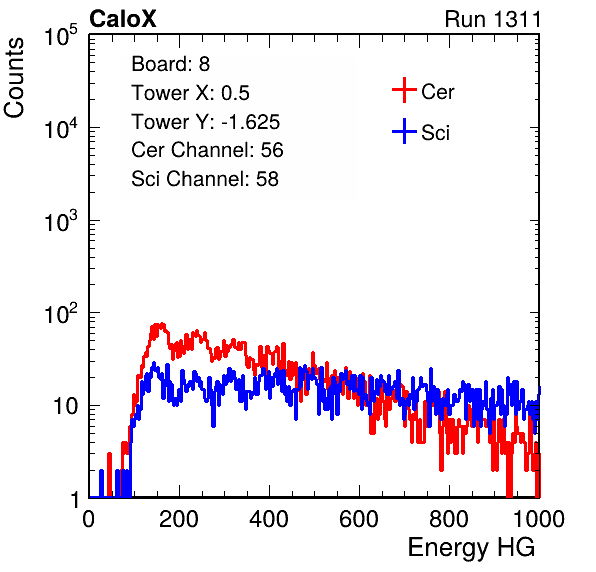 CaloX Run 1311
Counts
10^5
10^4
10^3
10^2
10
1
Board: 8
Tower X: 0.5
Tower Y: -1.625
Cer Channel: 56
Sci Channel: 58
Cer
Sci
0 200 400 600 800 1000
Energy HG